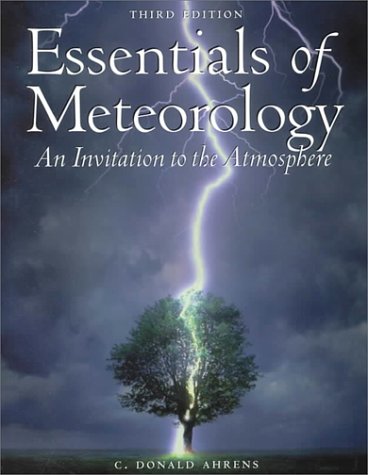 THIRD EDITION
Essentials of
Meteorology
An Invitation to the Atmosphere
C. DONALD AHRENS